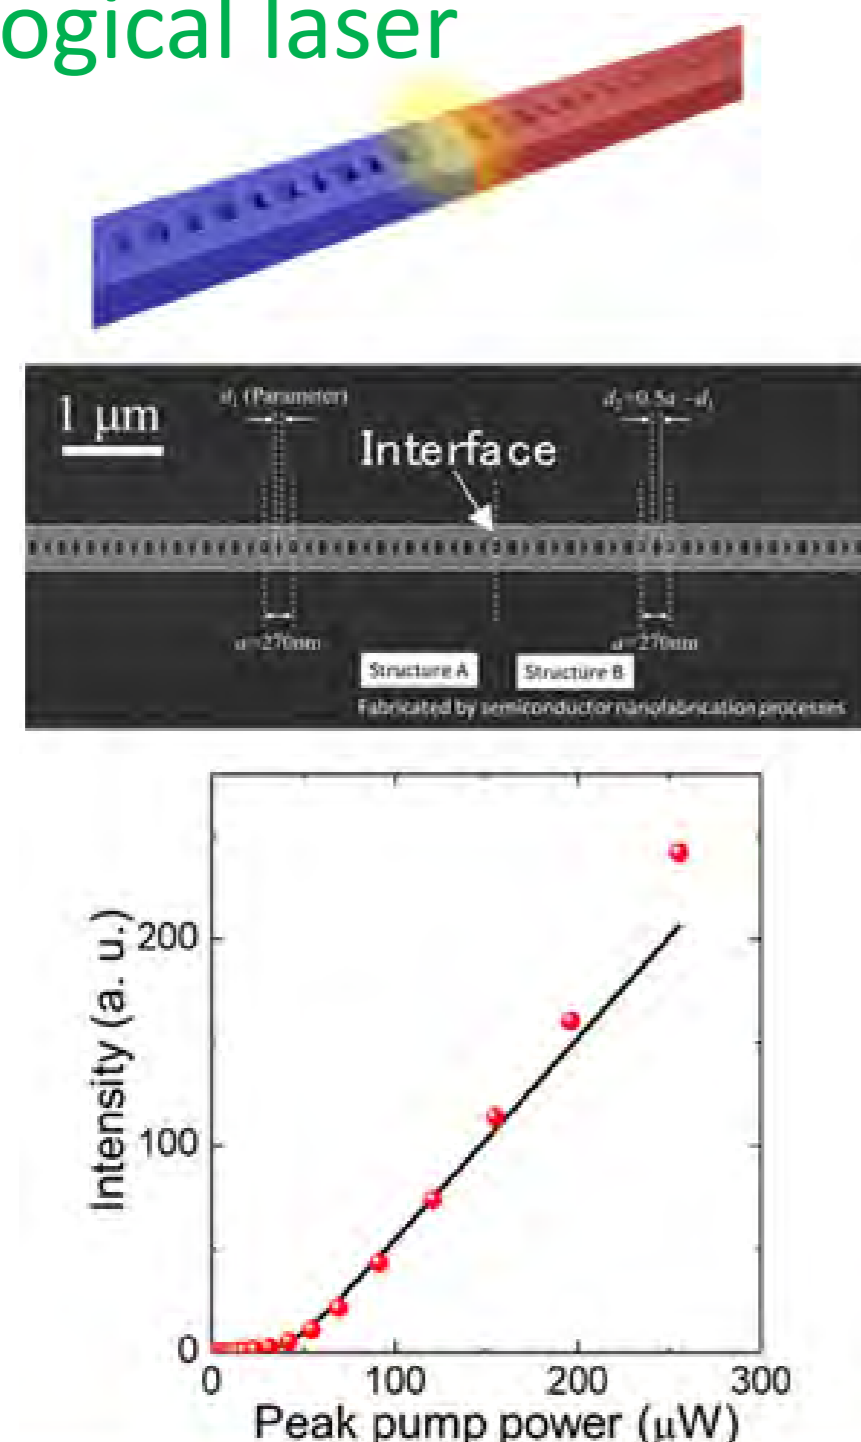 ogical laser
1 μm
d₁ (Parameter)
d₂=0.5a −d₁
Interface
a=270nm
a=270nm
Structure A
Structure B
Fabricated by semiconductor nanofabrication processes
Intensity (a. u.)
200
100
0
0
100
200
300
Peak pump power (μW)